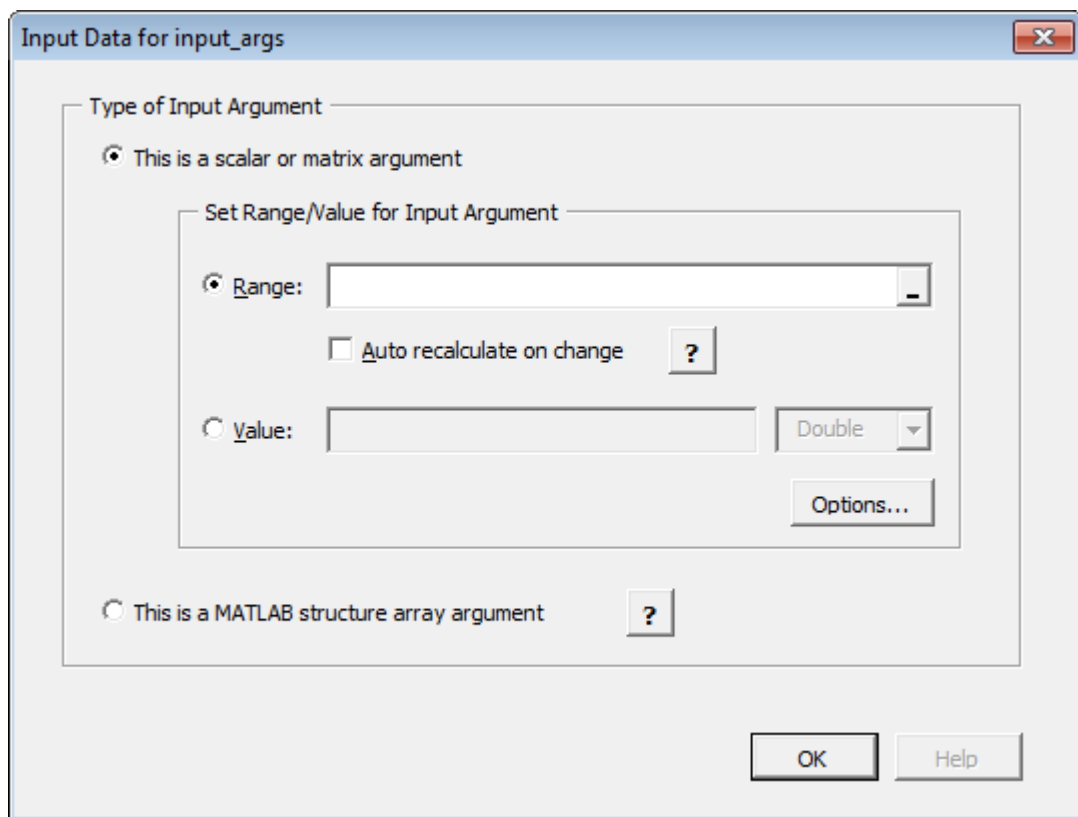 Input Data for input_args
Type of Input Argument
This is a scalar or matrix argument
Set Range/Value for Input Argument
Range:
Auto recalculate on change ?
Value: Double
Options...
This is a MATLAB structure array argument ?
OK Help